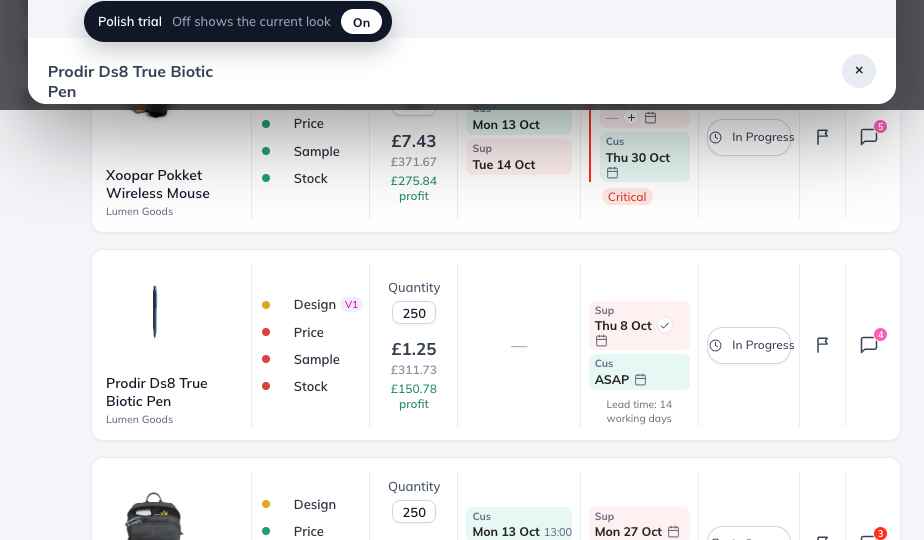 Polish trial Off shows the current look On
Prodir Ds8 True Biotic
Pen
×
Xoopar Pokket
Wireless Mouse
Lumen Goods
Price
Sample
Stock
£7.43
£371.67
£275.84
profit
Mon 13 Oct
Sup
Tue 14 Oct
— +
Cus
Thu 30 Oct
Critical
In Progress
5
Prodir Ds8 True
Biotic Pen
Lumen Goods
Design V1
Price
Sample
Stock
Quantity
250
£1.25
£311.73
£150.78
profit
—
Sup
Thu 8 Oct
Cus
ASAP
Lead time: 14
working days
In Progress
4
Design
Price
Quantity
250
Cus
Mon 13 Oct 13:00
Sup
Mon 27 Oct
3